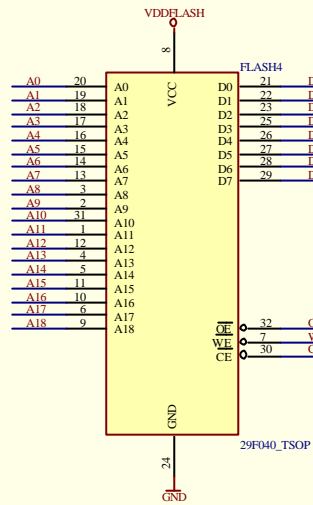 VDDFLASH
8
FLASH4
VCC
A0 20 A0 D0 21 D
A1 19 A1 D1 22 D
A2 18 A2 D2 23 D
A3 17 A3 D3 25 D
A4 16 A4 D4 26 D
A5 15 A5 D5 27 D
A6 14 A6 D6 28 D
A7 13 A7 D7 29 D
A8 3 A8
A9 2 A9
A10 31 A10
A11 1 A11
A12 12 A12
A13 4 A13
A14 5 A14
A15 11 A15
A16 10 A16
A17 6 A17
A18 9 A18
OE 32
WE 7
CE 30
GND
29F040_TSOP
24
GND